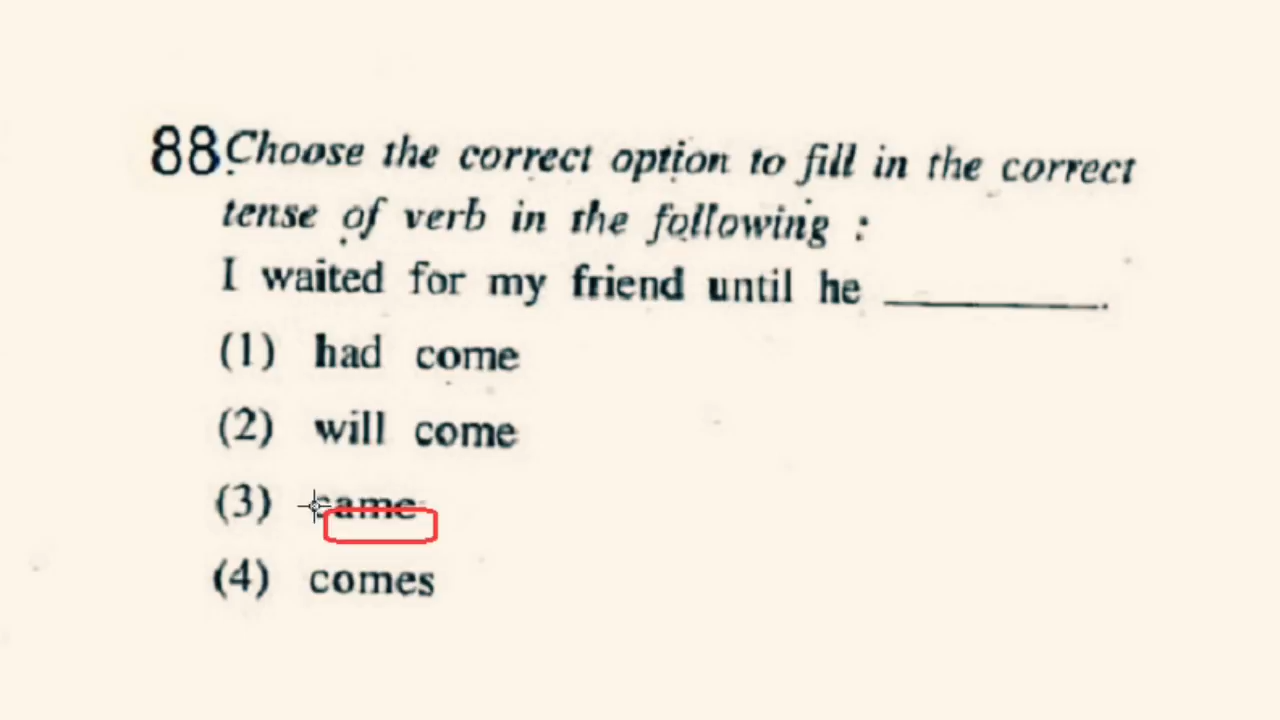 88. Choose the correct option to fill in the correct
tense of verb in the following :
I waited for my friend until he ________.
(1) had come
(2) will come
(3) came
(4) comes